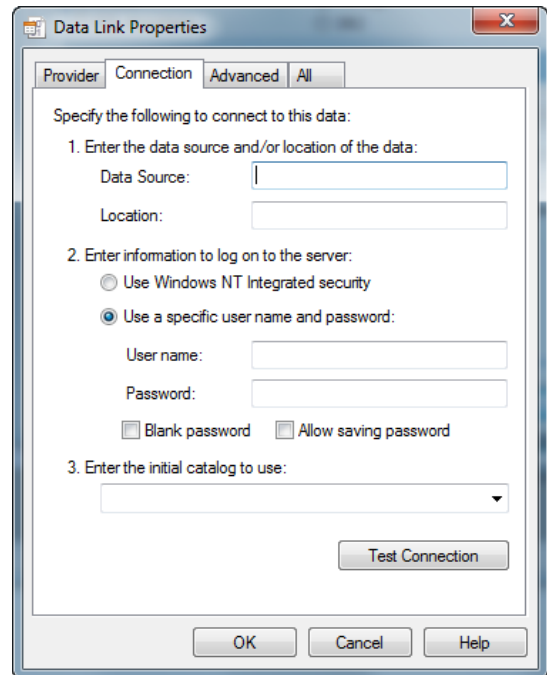 Data Link Properties
Provider Connection Advanced All
Specify the following to connect to this data:
1. Enter the data source and/or location of the data:
Data Source:
Location:
2. Enter information to log on to the server:
Use Windows NT Integrated security
Use a specific user name and password:
User name:
Password:
Blank password Allow saving password
3. Enter the initial catalog to use:
Test Connection
OK Cancel Help